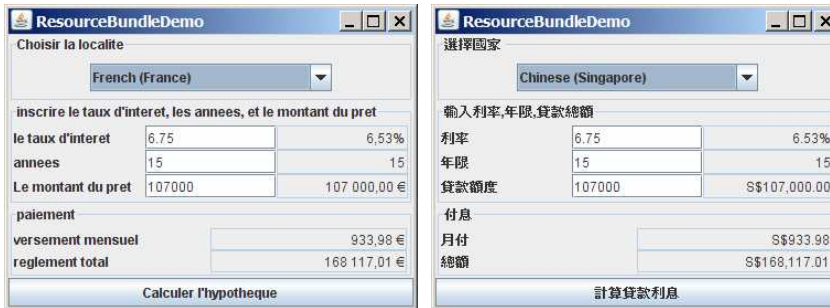 ResourceBundleDemo
Choisir la localite
French (France)
inscrire le taux d'interet, les annees, et le montant du pret
le taux d'interet 6.75 6,53%
annees 15 15
Le montant du pret 107000 107 000,00 €
paiement
versement mensuel 933,98 €
reglement total 168 117,01 €
Calculer l'hypotheque
ResourceBundleDemo
選擇國家
Chinese (Singapore)
輸入利率,年限,貸款總額
利率 6.75 6.53%
年限 15 15
貸款額度 107000 S$107,000.00
付息
月付 S$933.98
總額 S$168,117.01
計算貸款利息